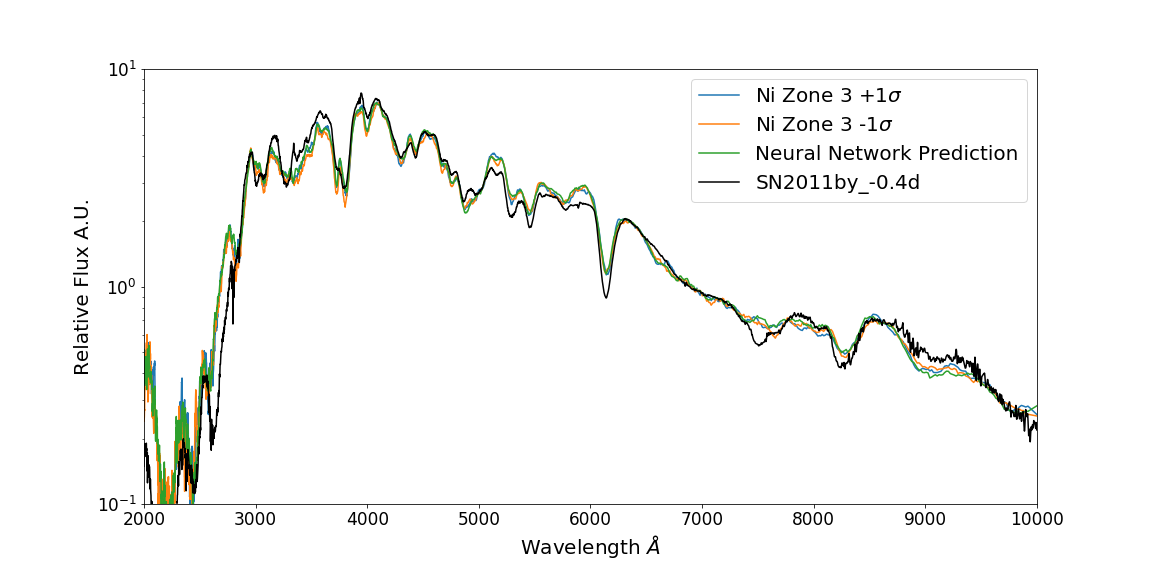 10¹
10⁰
10⁻¹
Relative Flux A.U.
Ni Zone 3 +1σ
Ni Zone 3 -1σ
Neural Network Prediction
SN2011by_-0.4d
2000 3000 4000 5000 6000 7000 8000 9000 10000
Wavelength Å